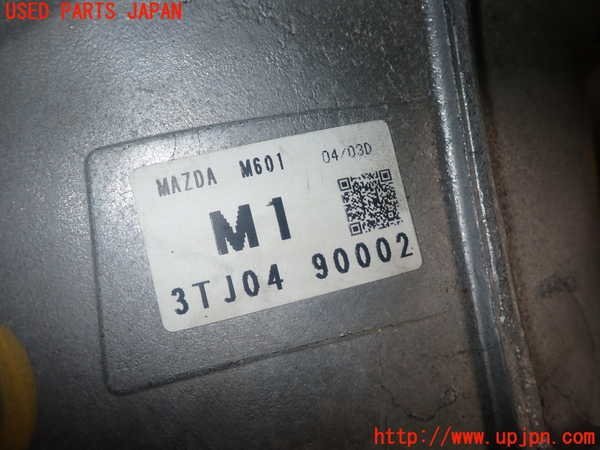 USED PARTS JAPAN
MAZDA M601 04/03D
M1
3TJ04 90002
http://www.upjpn.com/